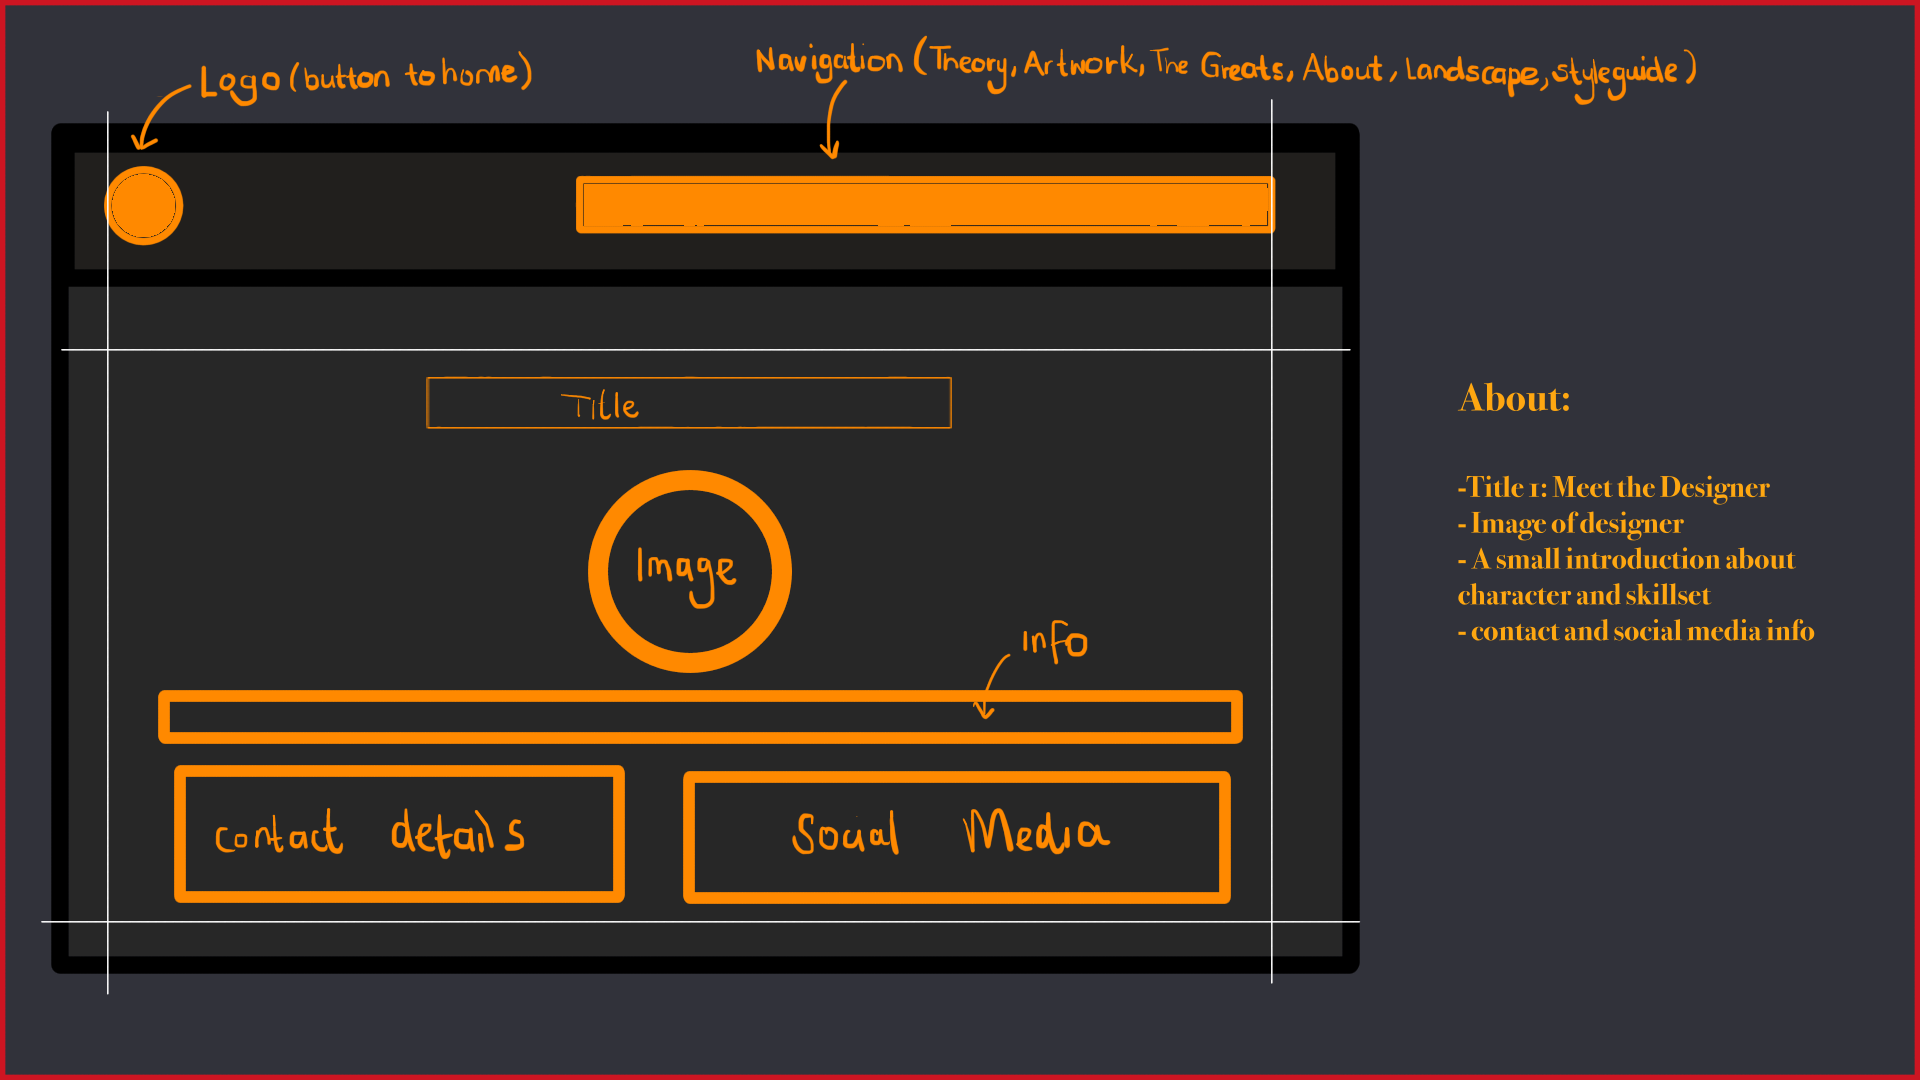 Logo (button to home)
Navigation (Theory, Artwork, The Greats, About, Landscape, styleguide)
Title
Image
info
contact details
Social Media
About:
-Title 1: Meet the Designer
- Image of designer
- A small introduction about
character and skillset
- contact and social media info